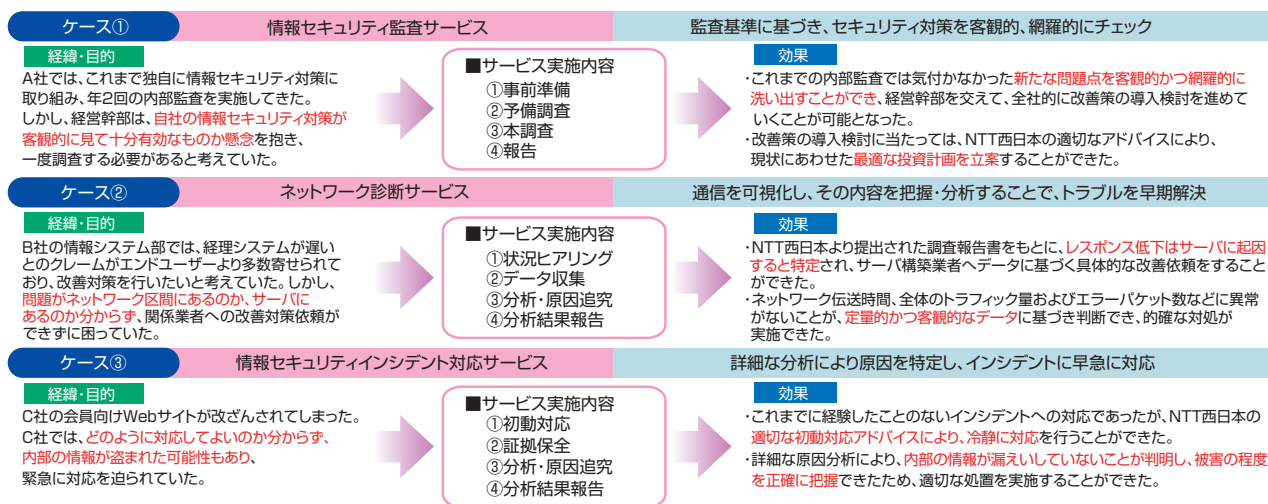 ケース① 情報セキュリティ監査サービス 監査基準に基づき、セキュリティ対策を客観的、網羅的にチェック
経緯・目的
A社では、これまで独自に情報セキュリティ対策に
取り組み、年2回の内部監査を実施してきた。
しかし、経営幹部は、自社の情報セキュリティ対策が
客観的に見て十分有効なものか懸念を抱き、
一度調査する必要があると考えていた。
■サービス実施内容
①事前準備
②予備調査
③本調査
④報告
効果
・これまでの内部監査では気付かなかった新たな問題点を客観的かつ網羅的に
洗い出すことができ、経営幹部を交えて、全社的に改善策の導入検討を進めて
いくことが可能となった。
・改善策の導入検討に当たっては、NTT西日本の適切なアドバイスにより、
現状にあわせた最適な投資計画を立案することができた。
ケース② ネットワーク診断サービス 通信を可視化し、その内容を把握・分析することで、トラブルを早期解決
経緯・目的
B社の情報システム部では、経理システムが遅い
とのクレームがエンドユーザーより多数寄せられて
おり、改善対策を行いたいと考えていた。しかし、
問題がネットワーク区間にあるのか、サーバに
あるのか分からず、関係業者への改善対策依頼が
できずに困っていた。
■サービス実施内容
①状況ヒアリング
②データ収集
③分析・原因追究
④分析結果報告
効果
・NTT西日本より提出された調査報告書をもとに、レスポンス低下はサーバに起因
すると特定され、サーバ構築業者へデータに基づく具体的な改善依頼をすること
ができた。
・ネットワーク伝送時間、全体のトラフィック量およびエラーパケット数などに異常
がないことが、定量的かつ客観的なデータに基づき判断でき、的確な対処が
実施できた。
ケース③ 情報セキュリティインシデント対応サービス 詳細な分析により原因を特定し、インシデントに早急に対応
経緯・目的
C社の会員向けWebサイトが改ざんされてしまった。
C社では、どのように対応してよいのか分からず、
内部の情報が盗まれた可能性もあり、
緊急に対応を迫られていた。
■サービス実施内容
①初動対応
②証拠保全
③分析・原因追究
④分析結果報告
効果
・これまでに経験したことのないインシデントへの対応であったが、NTT西日本の
適切な初動対応アドバイスにより、冷静に対応を行うことができた。
・詳細な原因分析により、内部の情報が漏えいしていないことが判明し、被害の程度
を正確に把握できたため、適切な処置を実施することができた。